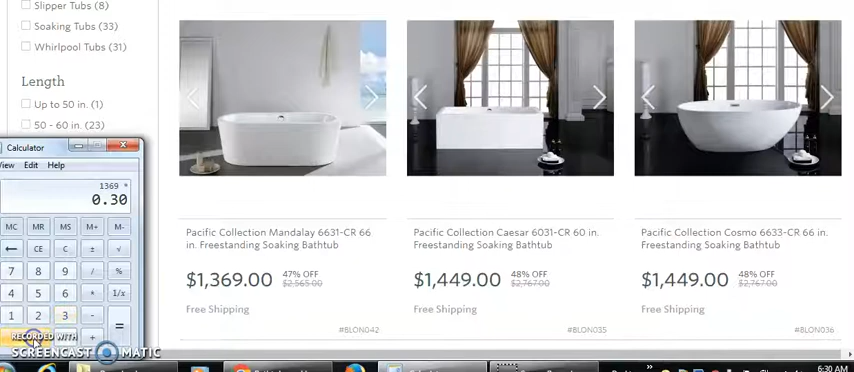 Slipper Tubs (8)
Soaking Tubs (33)
Whirlpool Tubs (31)
Length
Up to 50 in. (1)
50 - 60 in. (23)
Calculator
View Edit Help
1369 *
0.30
MC MR MS M+ M-
← CE C ± √
7 8 9 / %
4 5 6 * 1/x
1 2 3 - =
+
RECORDED WITH
SCREENCAST MATIC
Pacific Collection Mandalay 6631-CR 66
in. Freestanding Soaking Bathtub
$1,369.00 47% OFF
$2,565.00
Free Shipping
#BLON042
Pacific Collection Caesar 6031-CR 60 in.
Freestanding Soaking Bathtub
$1,449.00 48% OFF
$2,767.00
Free Shipping
#BLON035
Pacific Collection Cosmo 6633-CR 66 in.
Freestanding Soaking Bathtub
$1,449.00 48% OFF
$2,767.00
Free Shipping
#BLON036
6:30 AM